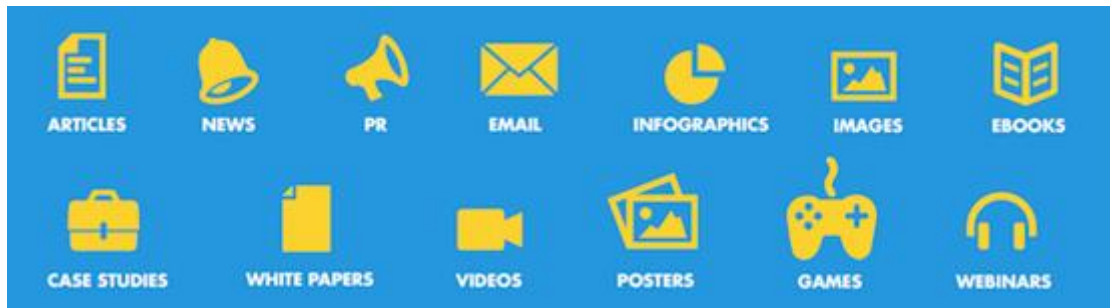 ARTICLES NEWS PR EMAIL INFOGRAPHICS IMAGES EBOOKS
CASE STUDIES WHITE PAPERS VIDEOS POSTERS GAMES WEBINARS